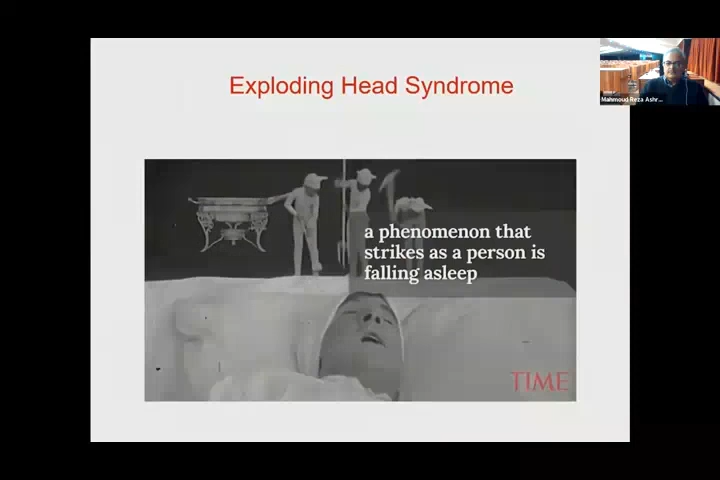 Exploding Head Syndrome
Mahmoud Reza Ashr...
a phenomenon that
strikes as a person is
falling asleep
TIME